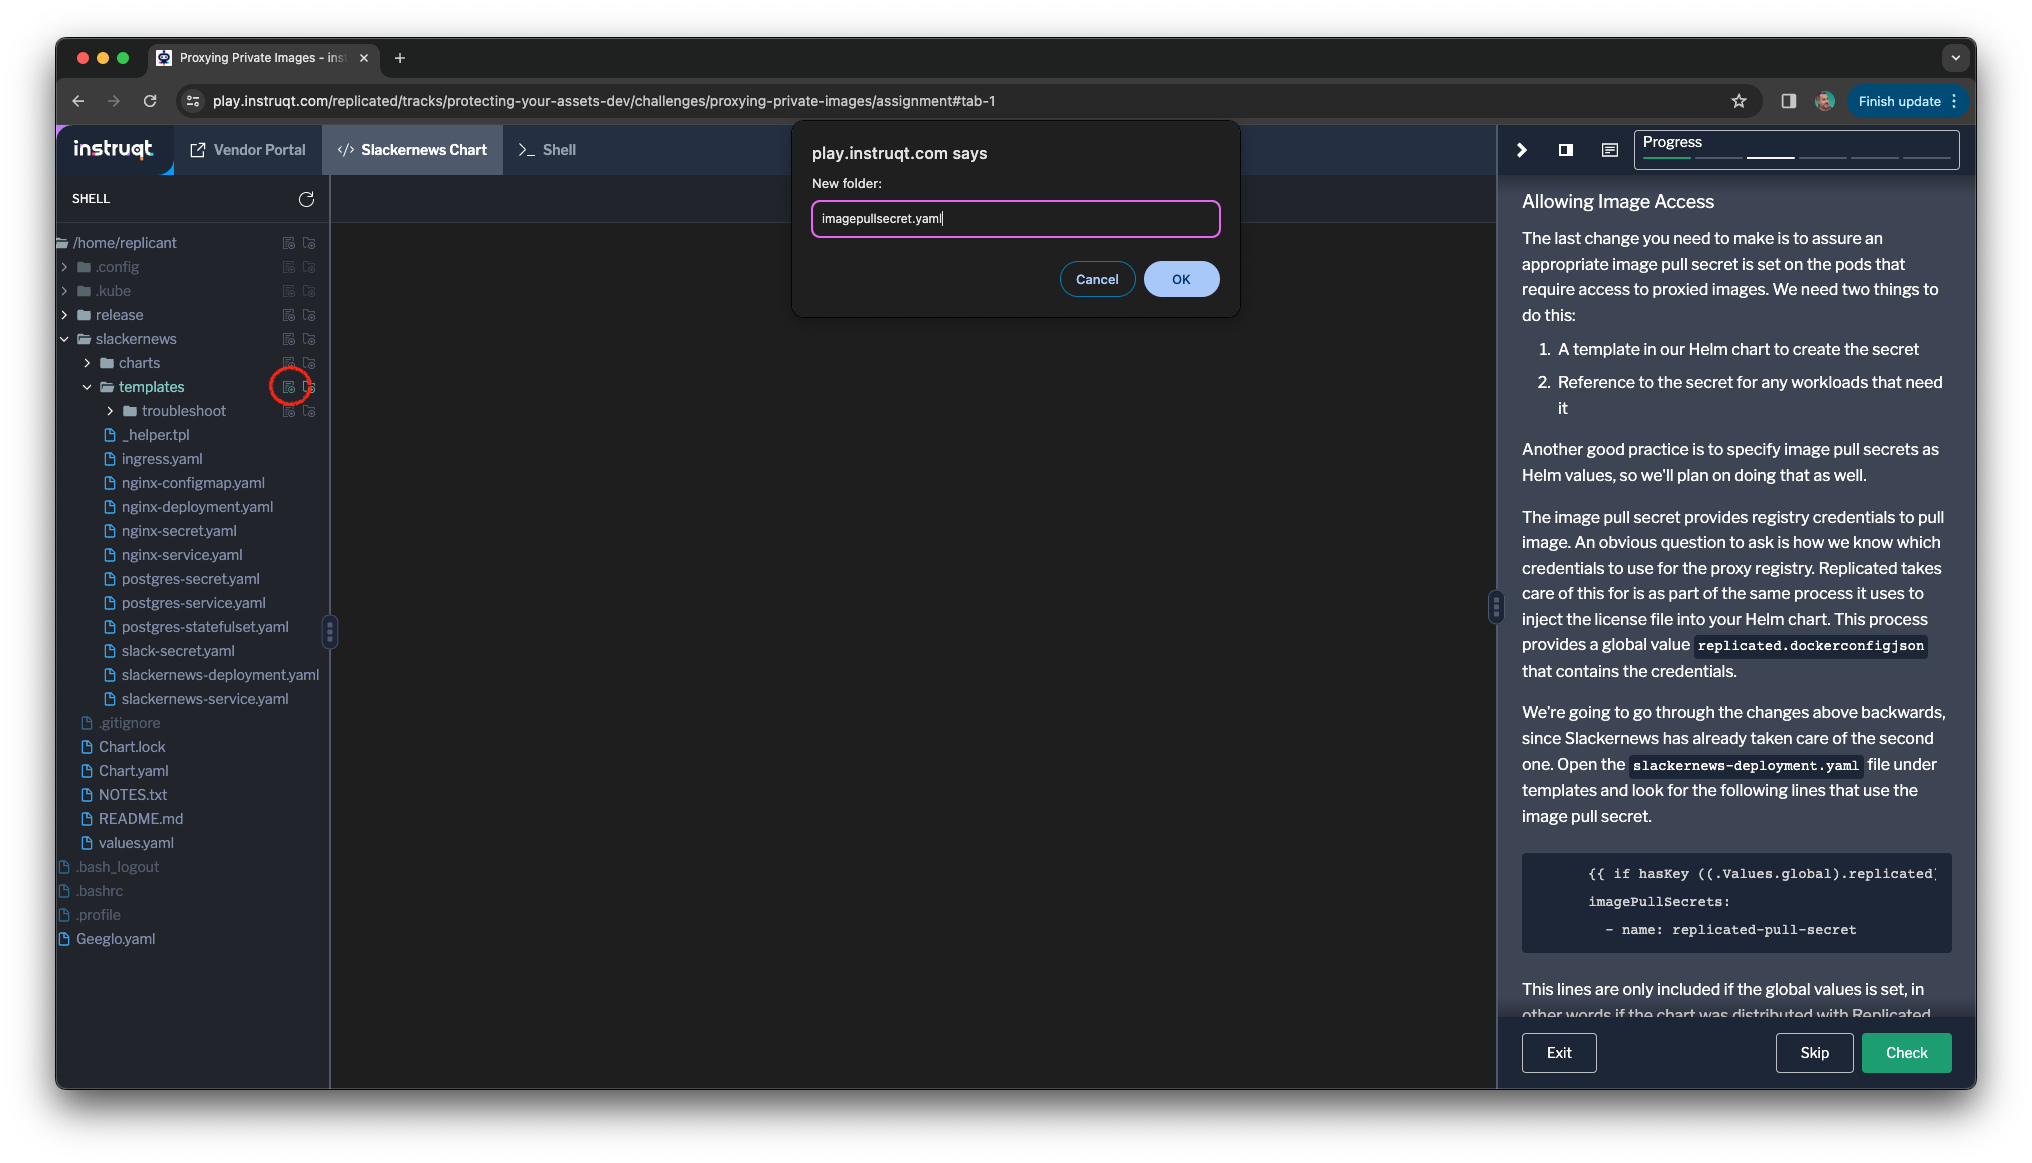 Proxying Private Images - ins
play.instruqt.com/replicated/tracks/protecting-your-assets-dev/challenges/proxying-private-images/assignment#tab-1
Finish update
instruqt
Vendor Portal
</> Slackernews Chart
>_ Shell
Progress
play.instruqt.com says
New folder:
imagepullsecret.yaml
Cancel
OK
SHELL
/home/replicant
.config
.kube
release
slackernews
charts
templates
troubleshoot
_helper.tpl
ingress.yaml
nginx-configmap.yaml
nginx-deployment.yaml
nginx-secret.yaml
nginx-service.yaml
postgres-secret.yaml
postgres-service.yaml
postgres-statefulset.yaml
slack-secret.yaml
slackernews-deployment.yaml
slackernews-service.yaml
.gitignore
Chart.lock
Chart.yaml
NOTES.txt
README.md
values.yaml
.bash_logout
.bashrc
.profile
Geeglo.yaml
Allowing Image Access
The last change you need to make is to assure an
appropriate image pull secret is set on the pods that
require access to proxied images. We need two things to
do this:
1. A template in our Helm chart to create the secret
2. Reference to the secret for any workloads that need
it
Another good practice is to specify image pull secrets as
Helm values, so we'll plan on doing that as well.
The image pull secret provides registry credentials to pull
image. An obvious question to ask is how we know which
credentials to use for the proxy registry. Replicated takes
care of this for is as part of the same process it uses to
inject the license file into your Helm chart. This process
provides a global value replicated.dockerconfigjson
that contains the credentials.
We're going to go through the changes above backwards,
since Slackernews has already taken care of the second
one. Open the slackernews-deployment.yaml file under
templates and look for the following lines that use the
image pull secret.
{{ if hasKey ((.Values.global).replicated)
imagePullSecrets:
- name: replicated-pull-secret
This lines are only included if the global values is set, in
other words if the chart was distributed with Replicated
Exit
Skip
Check